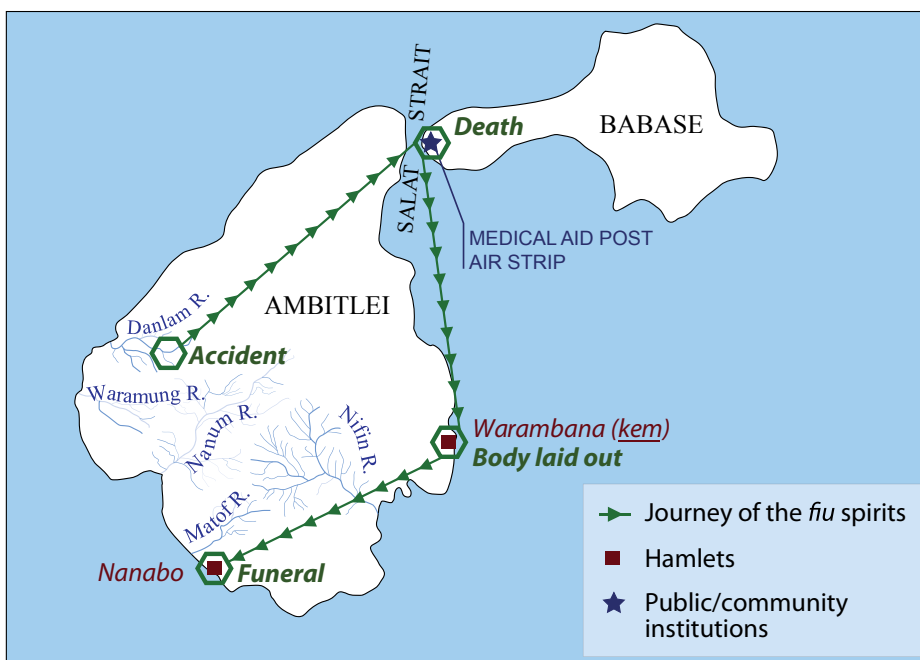 STRAIT
SALAT
Death
BABASE
MEDICAL AID POST
AIR STRIP
AMBITLEI
Danlam R.
Accident
Waramung R.
Nanum R.
Nifin R.
Matof R.
Warambana (kem)
Body laid out
Nanabo
Funeral
Journey of the fiu spirits
Hamlets
Public/community
institutions